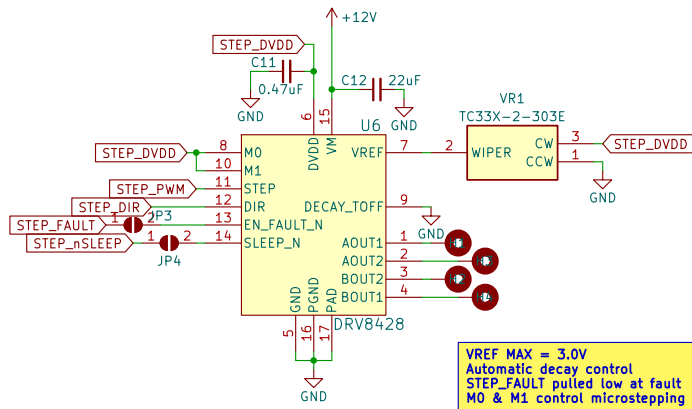 +12V
STEP_DVDD
C11
0.47uF
GND
C12
22uF
GND
6
15
DVDD
VM
U6
VR1
TC33X-2-303E
STEP_DVDD
8
M0
10
M1
VREF
7
2
WIPER
CW
3
STEP_DVDD
CCW
1
GND
STEP_PWM
11
STEP
STEP_DIR
12
DIR
DECAY_TOFF
9
GND
STEP_FAULT
1
2
JP3
13
EN_FAULT_N
STEP_nSLEEP
1
2
JP4
14
SLEEP_N
AOUT1
1
AOUT2
2
BOUT2
3
BOUT1
4
GND
PGND
PAD
5
16
17
DRV8428
GND
VREF MAX = 3.0V
Automatic decay control
STEP_FAULT pulled low at fault
M0 & M1 control microstepping